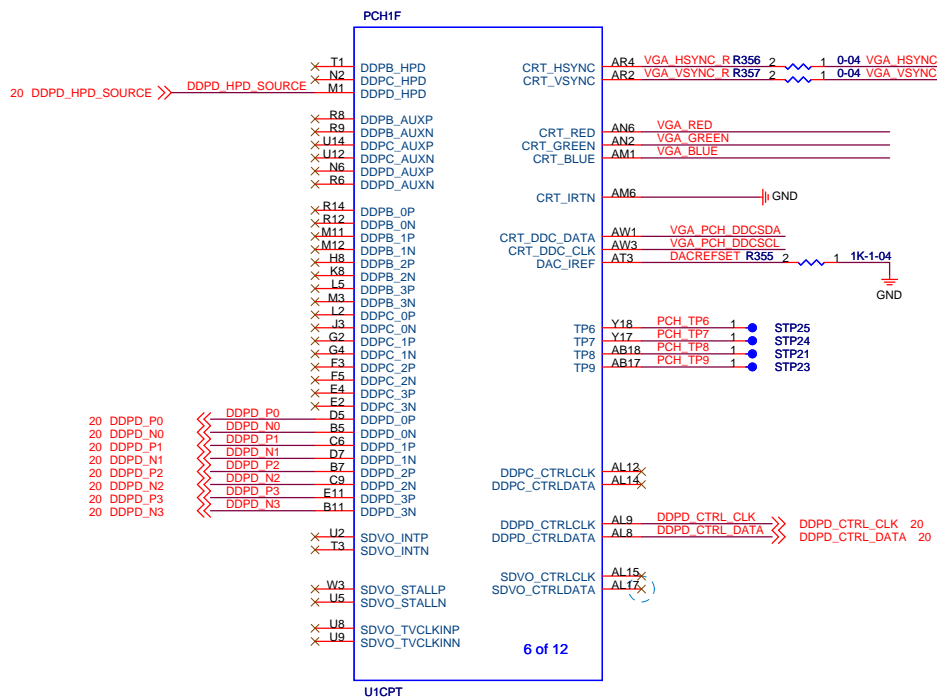 PCH1F
T1 DDPB_HPD CRT_HSYNC AR4 VGA_HSYNC_R R356 2 1 0-04 VGA_HSYNC
N2 DDPC_HPD CRT_VSYNC AR2 VGA_VSYNC_R R357 2 1 0-04 VGA_VSYNC
20 DDPD_HPD_SOURCE DDPD_HPD_SOURCE M1 DDPD_HPD
R8 DDPB_AUXP
R9 DDPB_AUXN CRT_RED AN6 VGA_RED
U14 DDPC_AUXP CRT_GREEN AN2 VGA_GREEN
U12 DDPC_AUXN CRT_BLUE AM1 VGA_BLUE
N6 DDPD_AUXP
R6 DDPD_AUXN
CRT_IRTN AM6 GND
R14 DDPB_0P
R12 DDPB_0N
M11 DDPB_1P CRT_DDC_DATA AW1 VGA_PCH_DDCSDA
M12 DDPB_1N CRT_DDC_CLK AW3 VGA_PCH_DDCSCL
H8 DDPB_2P DAC_IREF AT3 DACREFSET R355 2 1 1K-1-04
K8 DDPB_2N
L5 DDPB_3P GND
M3 DDPB_3N
L2 DDPC_0P
J3 DDPC_0N TP6 Y18 PCH_TP6 1 STP25
G2 DDPC_1P TP7 Y17 PCH_TP7 1 STP24
G4 DDPC_1N TP8 AB18 PCH_TP8 1 STP21
F3 DDPC_2P TP9 AB17 PCH_TP9 1 STP23
F5 DDPC_2N
E4 DDPC_3P
E2 DDPC_3N
20 DDPD_P0 DDPD_P0 D5 DDPD_0P
20 DDPD_N0 DDPD_N0 B5 DDPD_0N
20 DDPD_P1 DDPD_P1 C6 DDPD_1P
20 DDPD_N1 DDPD_N1 D7 DDPD_1N
20 DDPD_P2 DDPD_P2 B7 DDPD_2P DDPC_CTRLCLK AL12
20 DDPD_N2 DDPD_N2 C9 DDPD_2N DDPC_CTRLDATA AL14
20 DDPD_P3 DDPD_P3 E11 DDPD_3P
20 DDPD_N3 DDPD_N3 B11 DDPD_3N
DDPD_CTRLCLK AL9 DDPD_CTRL_CLK DDPD_CTRL_CLK 20
U2 SDVO_INTP DDPD_CTRLDATA AL8 DDPD_CTRL_DATA DDPD_CTRL_DATA 20
T3 SDVO_INTN
SDVO_CTRLCLK AL15
W3 SDVO_STALLP SDVO_CTRLDATA AL17
U5 SDVO_STALLN
U8 SDVO_TVCLKINP
U9 SDVO_TVCLKINN
6 of 12
U1CPT